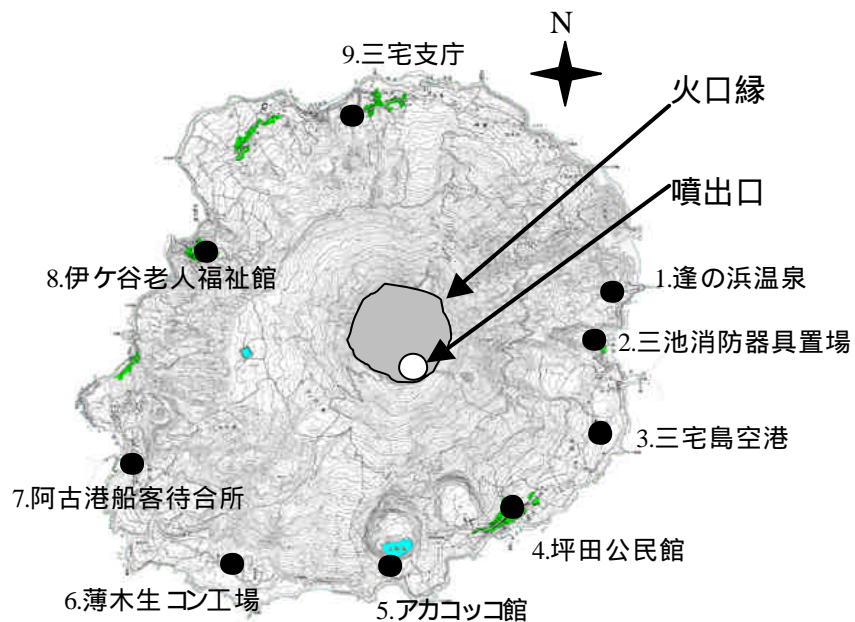 9.三宅支庁
N
火口縁
噴出口
8.伊ケ谷老人福祉館
1.逢の浜温泉
2.三池消防器具置場
3.三宅島空港
7.阿古港船客待合所
4.坪田公民館
6.薄木生コン工場
5.アカコッコ館